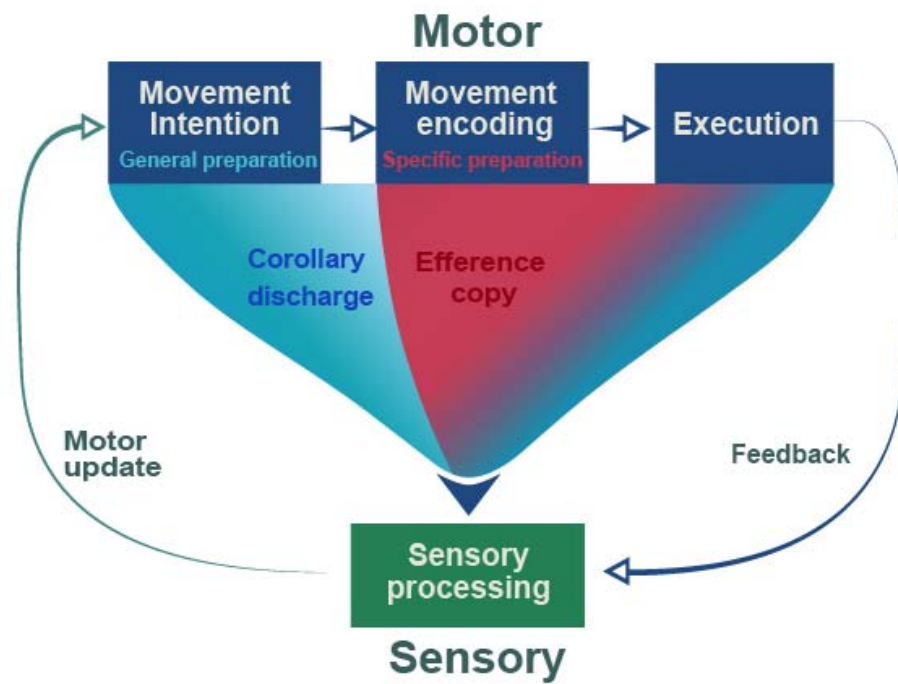 Motor
Movement
Intention
General preparation
Movement
encoding
Specific preparation
Execution
Corollary
discharge
Efference
copy
Motor
update
Feedback
Sensory
processing
Sensory